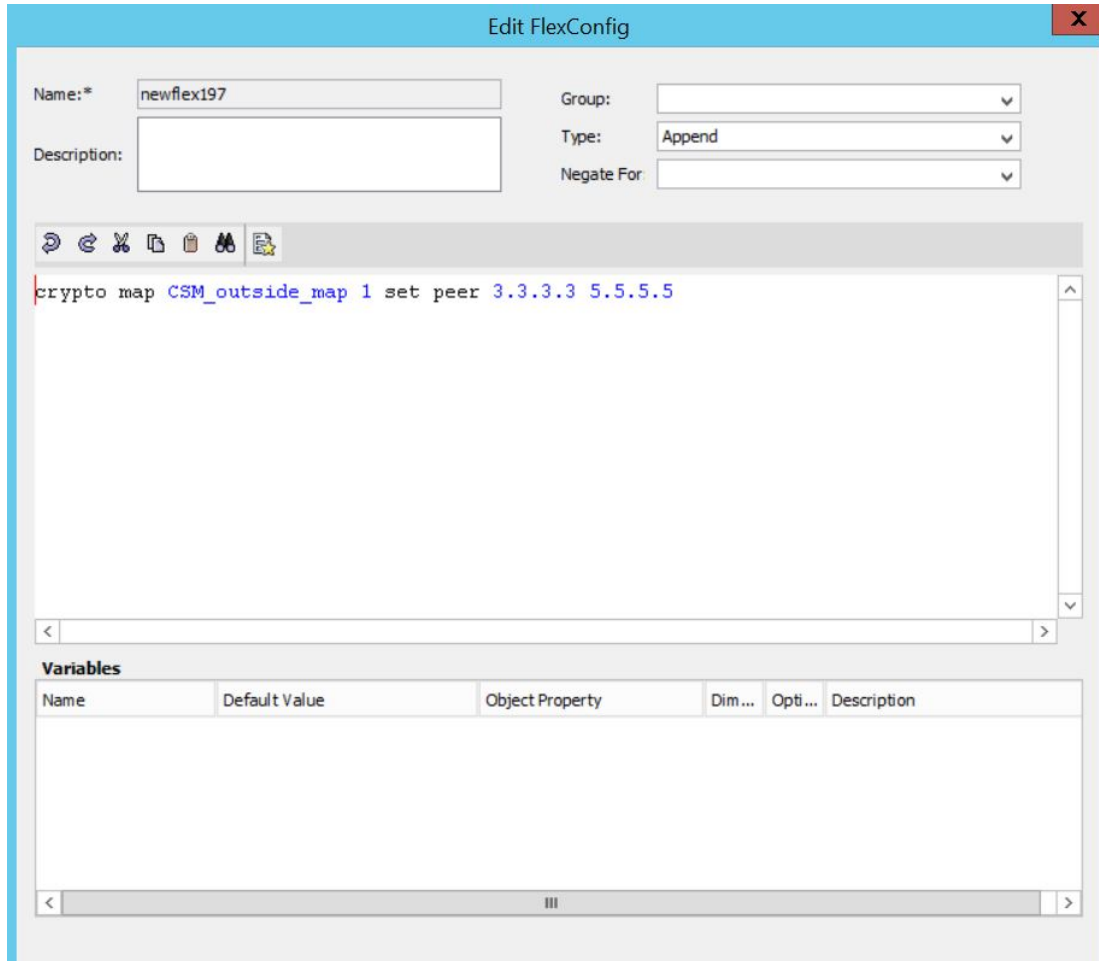 Edit FlexConfig
X
Name:* newflex197
Group:
Type: Append
Description:
Negate For
crypto map CSM_outside_map 1 set peer 3.3.3.3 5.5.5.5
Variables
Name Default Value Object Property Dim... Opti... Description